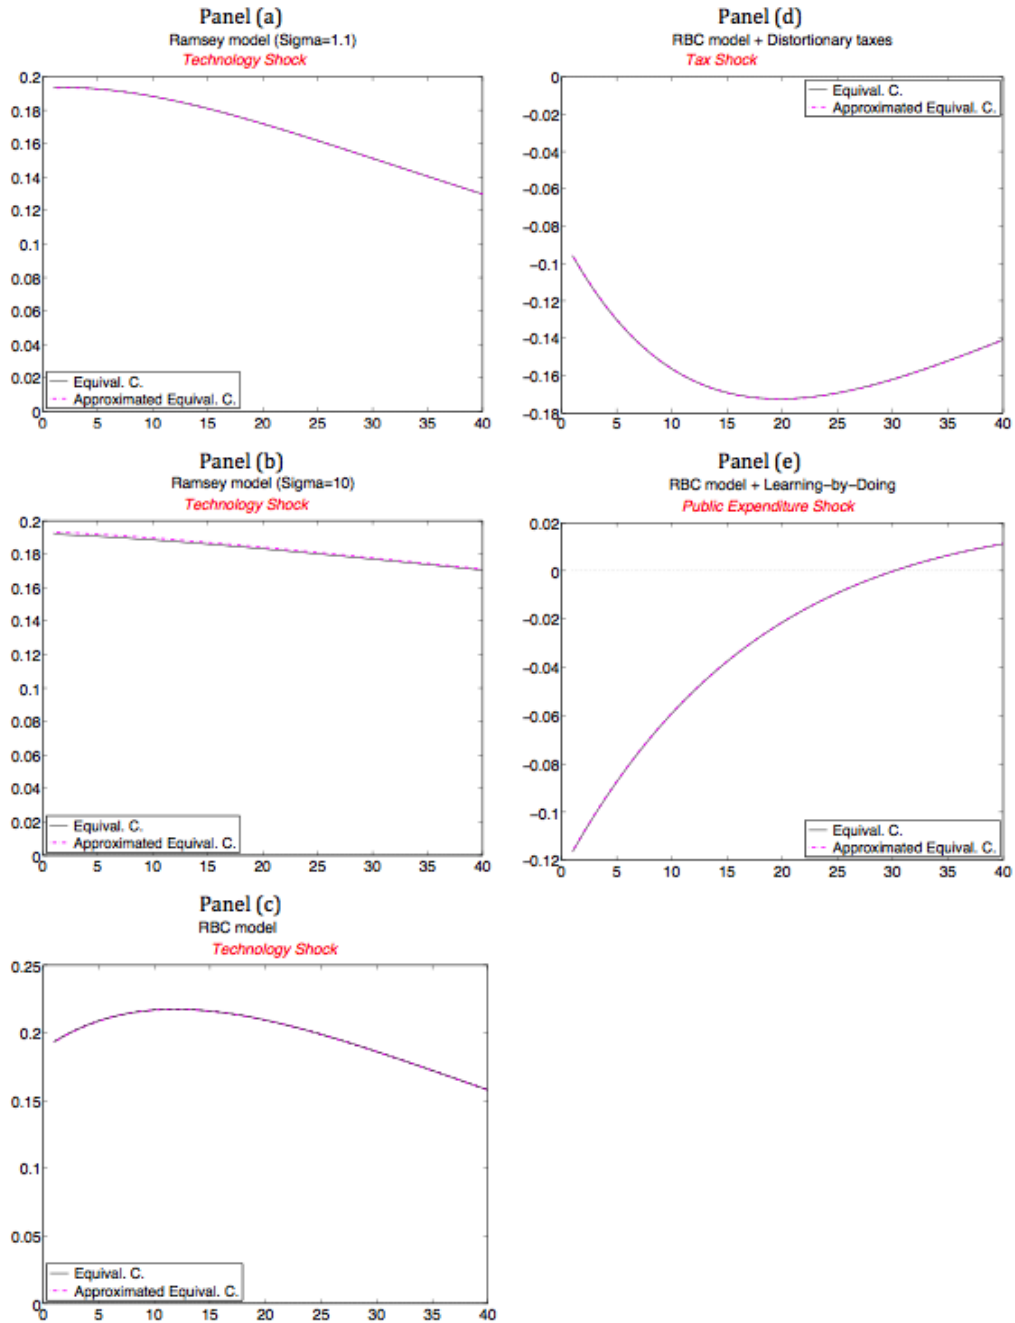 Panel (a)
Ramsey model (Sigma=1.1)
Technology Shock
0.2
0.18
0.16
0.14
0.12
0.1
0.08
0.06
0.04
0.02
0
Equival. C.
Approximated Equival. C.
0 5 10 15 20 25 30 35 40
Panel (d)
RBC model + Distortionary taxes
Tax Shock
0
−0.02
−0.04
−0.06
−0.08
−0.1
−0.12
−0.14
−0.16
−0.18
Equival. C.
Approximated Equival. C.
0 5 10 15 20 25 30 35 40
Panel (b)
Ramsey model (Sigma=10)
Technology Shock
0.2
0.18
0.16
0.14
0.12
0.1
0.08
0.06
0.04
0.02
0
Equival. C.
Approximated Equival. C.
0 5 10 15 20 25 30 35 40
Panel (e)
RBC model + Learning−by−Doing
Public Expenditure Shock
0.02
0
−0.02
−0.04
−0.06
−0.08
−0.1
−0.12
Equival. C.
Approximated Equival. C.
0 5 10 15 20 25 30 35 40
Panel (c)
RBC model
Technology Shock
0.25
0.2
0.15
0.1
0.05
0
Equival. C.
Approximated Equival. C.
0 5 10 15 20 25 30 35 40